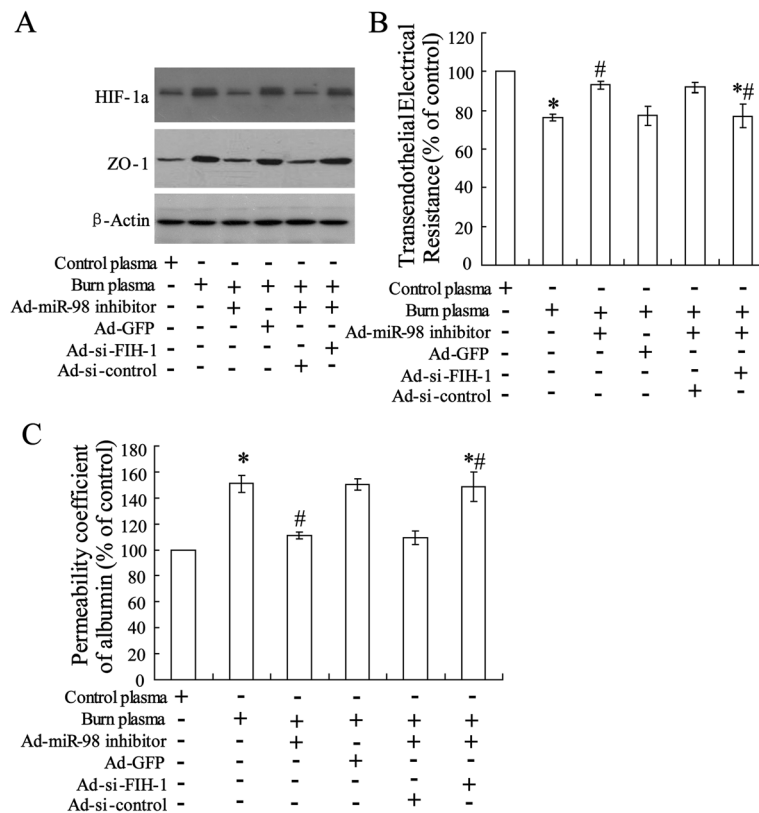 A
HIF-1a
ZO-1
β-Actin
Control plasma + - - - - -
Burn plasma - + + + + +
Ad-miR-98 inhibitor - - + - + +
Ad-GFP - - - + - -
Ad-si-FIH-1 - - - - - +
Ad-si-control - - - - + -
B
Transendothelial Electrical
Resistance (% of control)
120
100
80
60
40
20
0
*
#
*#
Control plasma + - - - - -
Burn plasma - + + + + +
Ad-miR-98 inhibitor - - + - + +
Ad-GFP - - - + - -
Ad-si-FIH-1 - - - - - +
Ad-si-control - - - - + -
C
Permeability coefficient
of albumin (% of control)
180
160
140
120
100
80
60
40
20
0
*
#
*#
Control plasma + - - - - -
Burn plasma - + + + + +
Ad-miR-98 inhibitor - - + - + +
Ad-GFP - - - + - -
Ad-si-FIH-1 - - - - - +
Ad-si-control - - - - + -